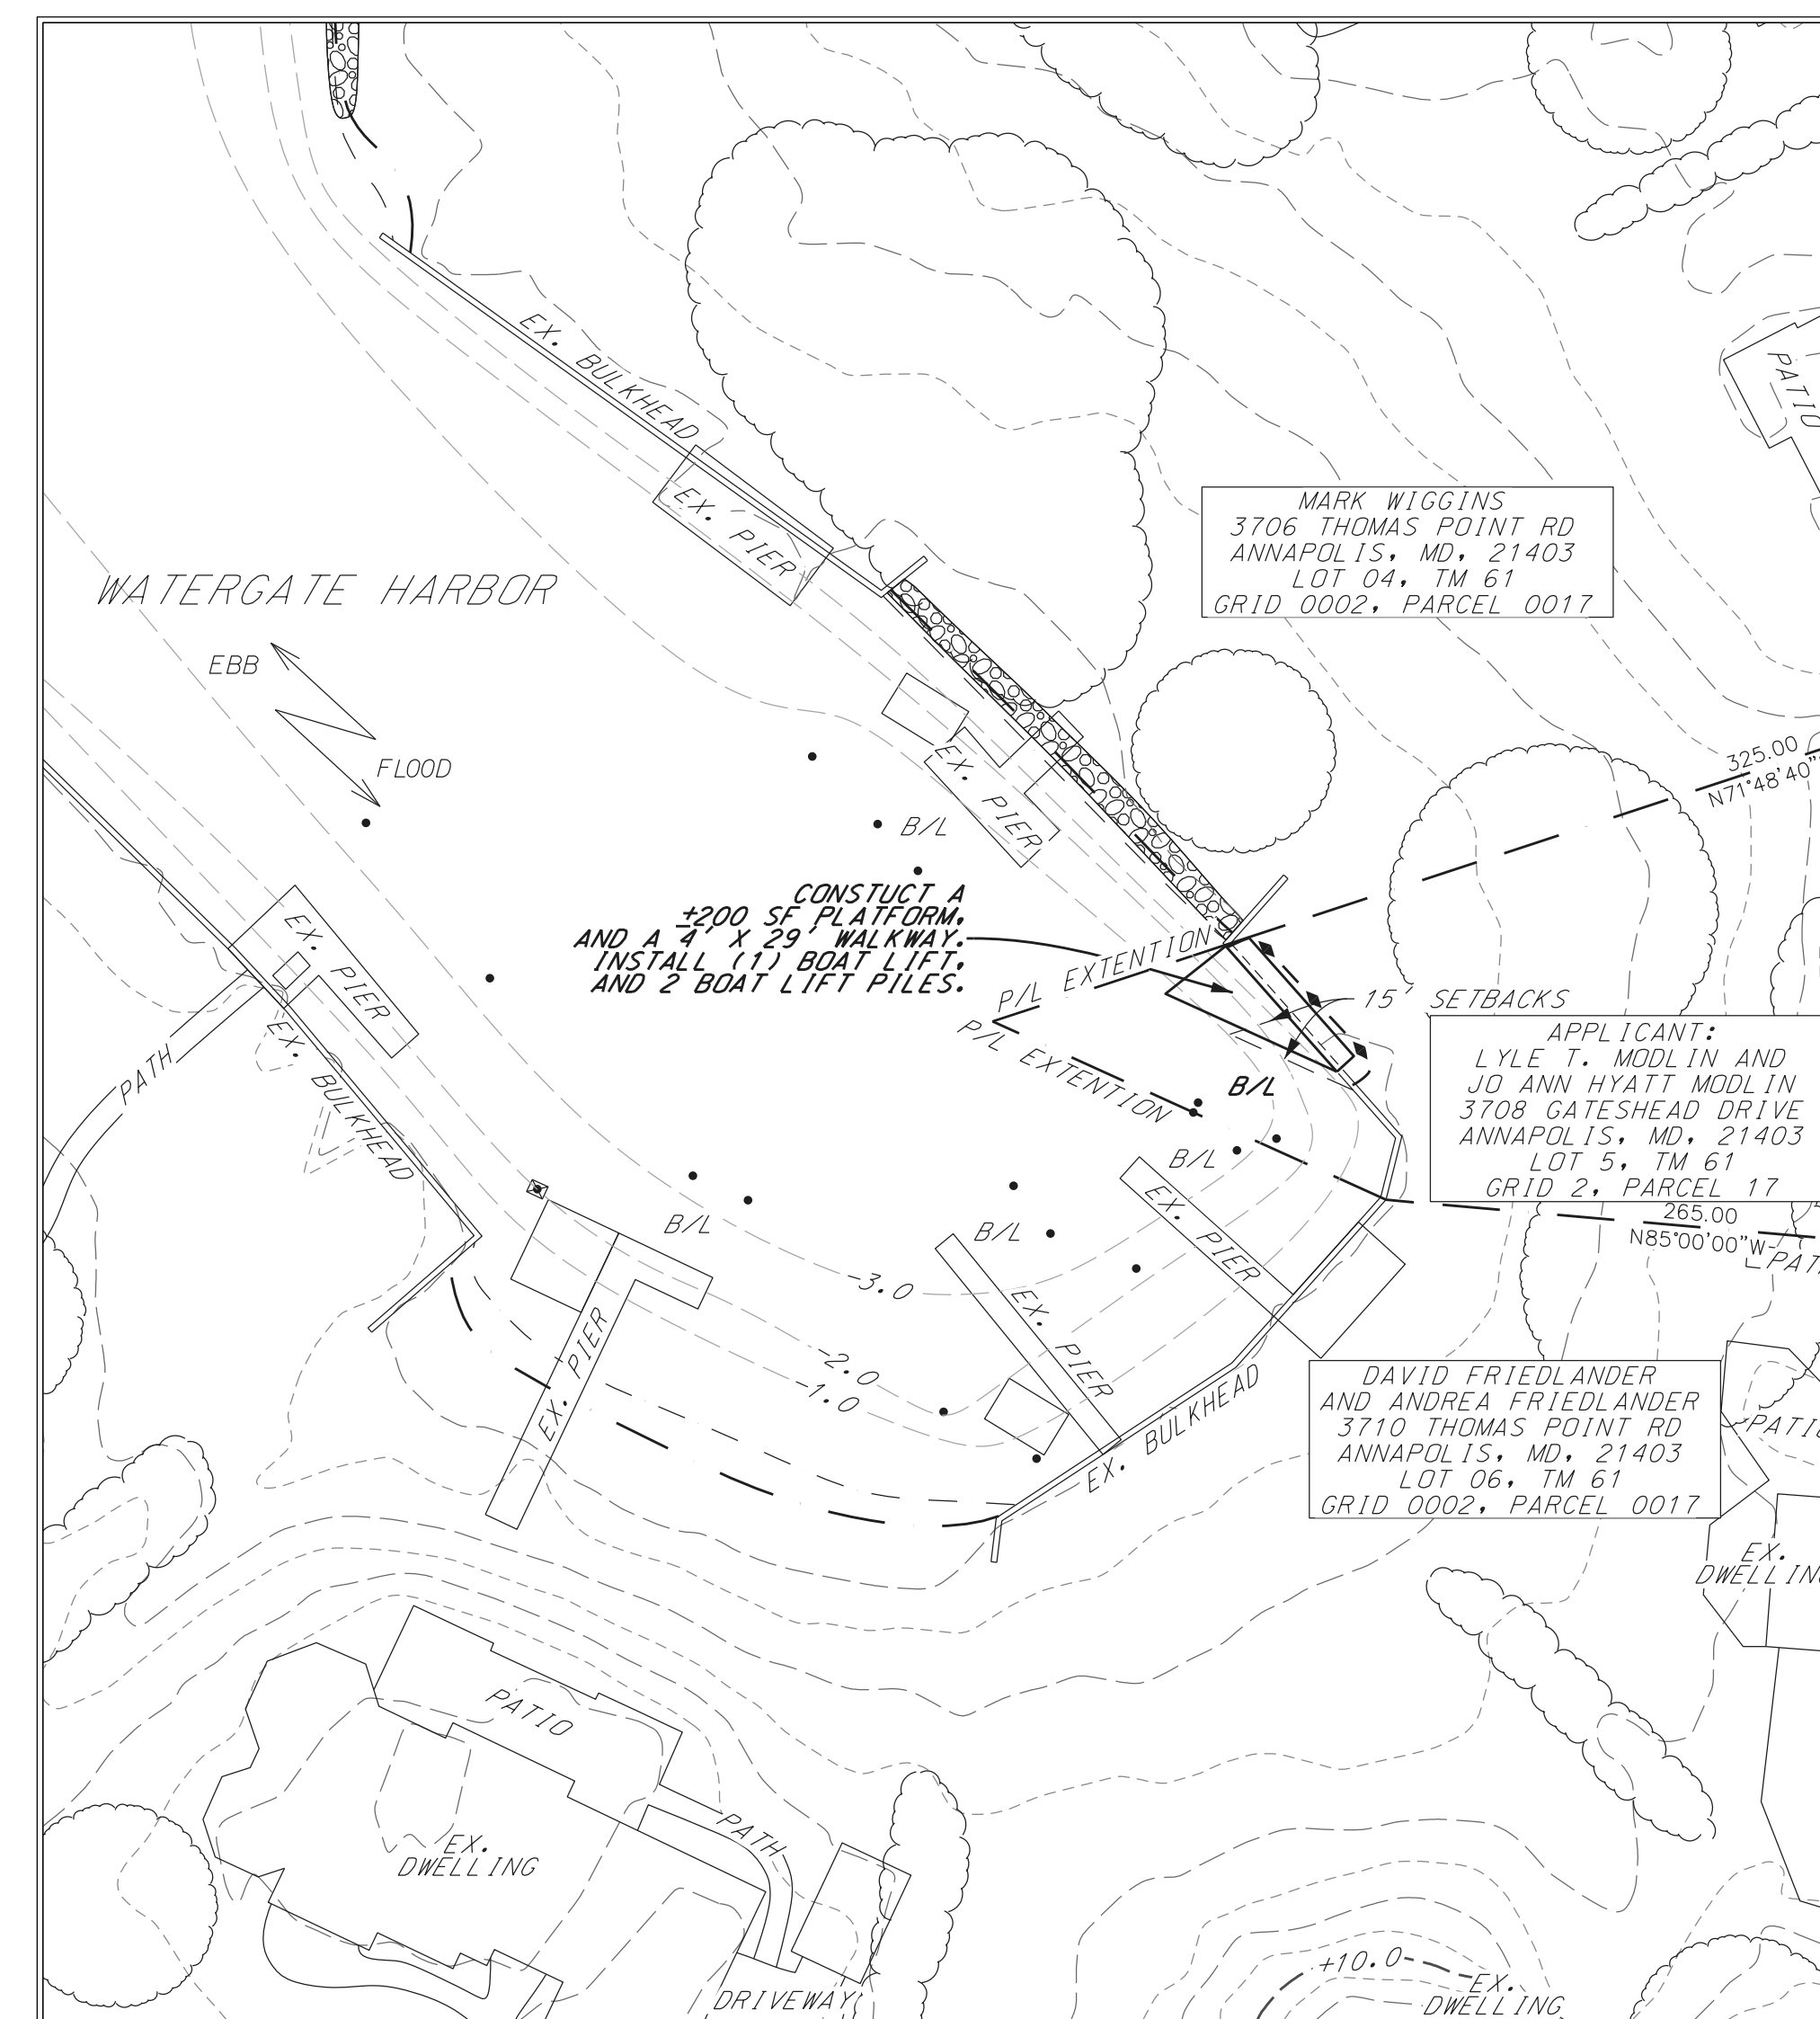 PATIO
EX. BULKHEAD
EX. PIER
MARK WIGGINS
3706 THOMAS POINT RD
ANNAPOLIS, MD, 21403
LOT 04, TM 61
GRID 0002, PARCEL 0017
WATERGATE HARBOR
EBB
FLOOD
325.00
N71°48'40"
EX. PIER
B/L
CONSTUCT A
±200 SF PLATFORM,
AND A 4' X 29' WALKWAY.
INSTALL (1) BOAT LIFT,
AND 2 BOAT LIFT PILES.
P/L EXTENTION
P/L EXTENTION
15' SETBACKS
EX. PIER
PATH
EX. BULKHEAD
B/L
APPLICANT:
LYLE T. MODLIN AND
JO ANN HYATT MODLIN
3708 GATESHEAD DRIVE
ANNAPOLIS, MD, 21403
LOT 5, TM 61
GRID 2, PARCEL 17
265.00
N85°00'00"W
B/L
EX. PIER
B/L
B/L
-3.0
EX. PIER
EX. PIER
-2.0
-1.0
EX. BULKHEAD
DAVID FRIEDLANDER
AND ANDREA FRIEDLANDER
3710 THOMAS POINT RD
ANNAPOLIS, MD, 21403
LOT 06, TM 61
GRID 0002, PARCEL 0017
EX.
PATIO
PATH
EX.
DWELLING
DRIVEWAY
+10.0
EX.
DWELLING